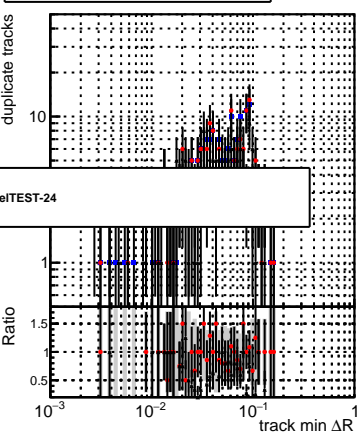 duplicate tracks
10
elTEST-24
1
Ratio
1.5
1
0.5
10⁻³ 10⁻² 10⁻¹ 1
track min ΔR